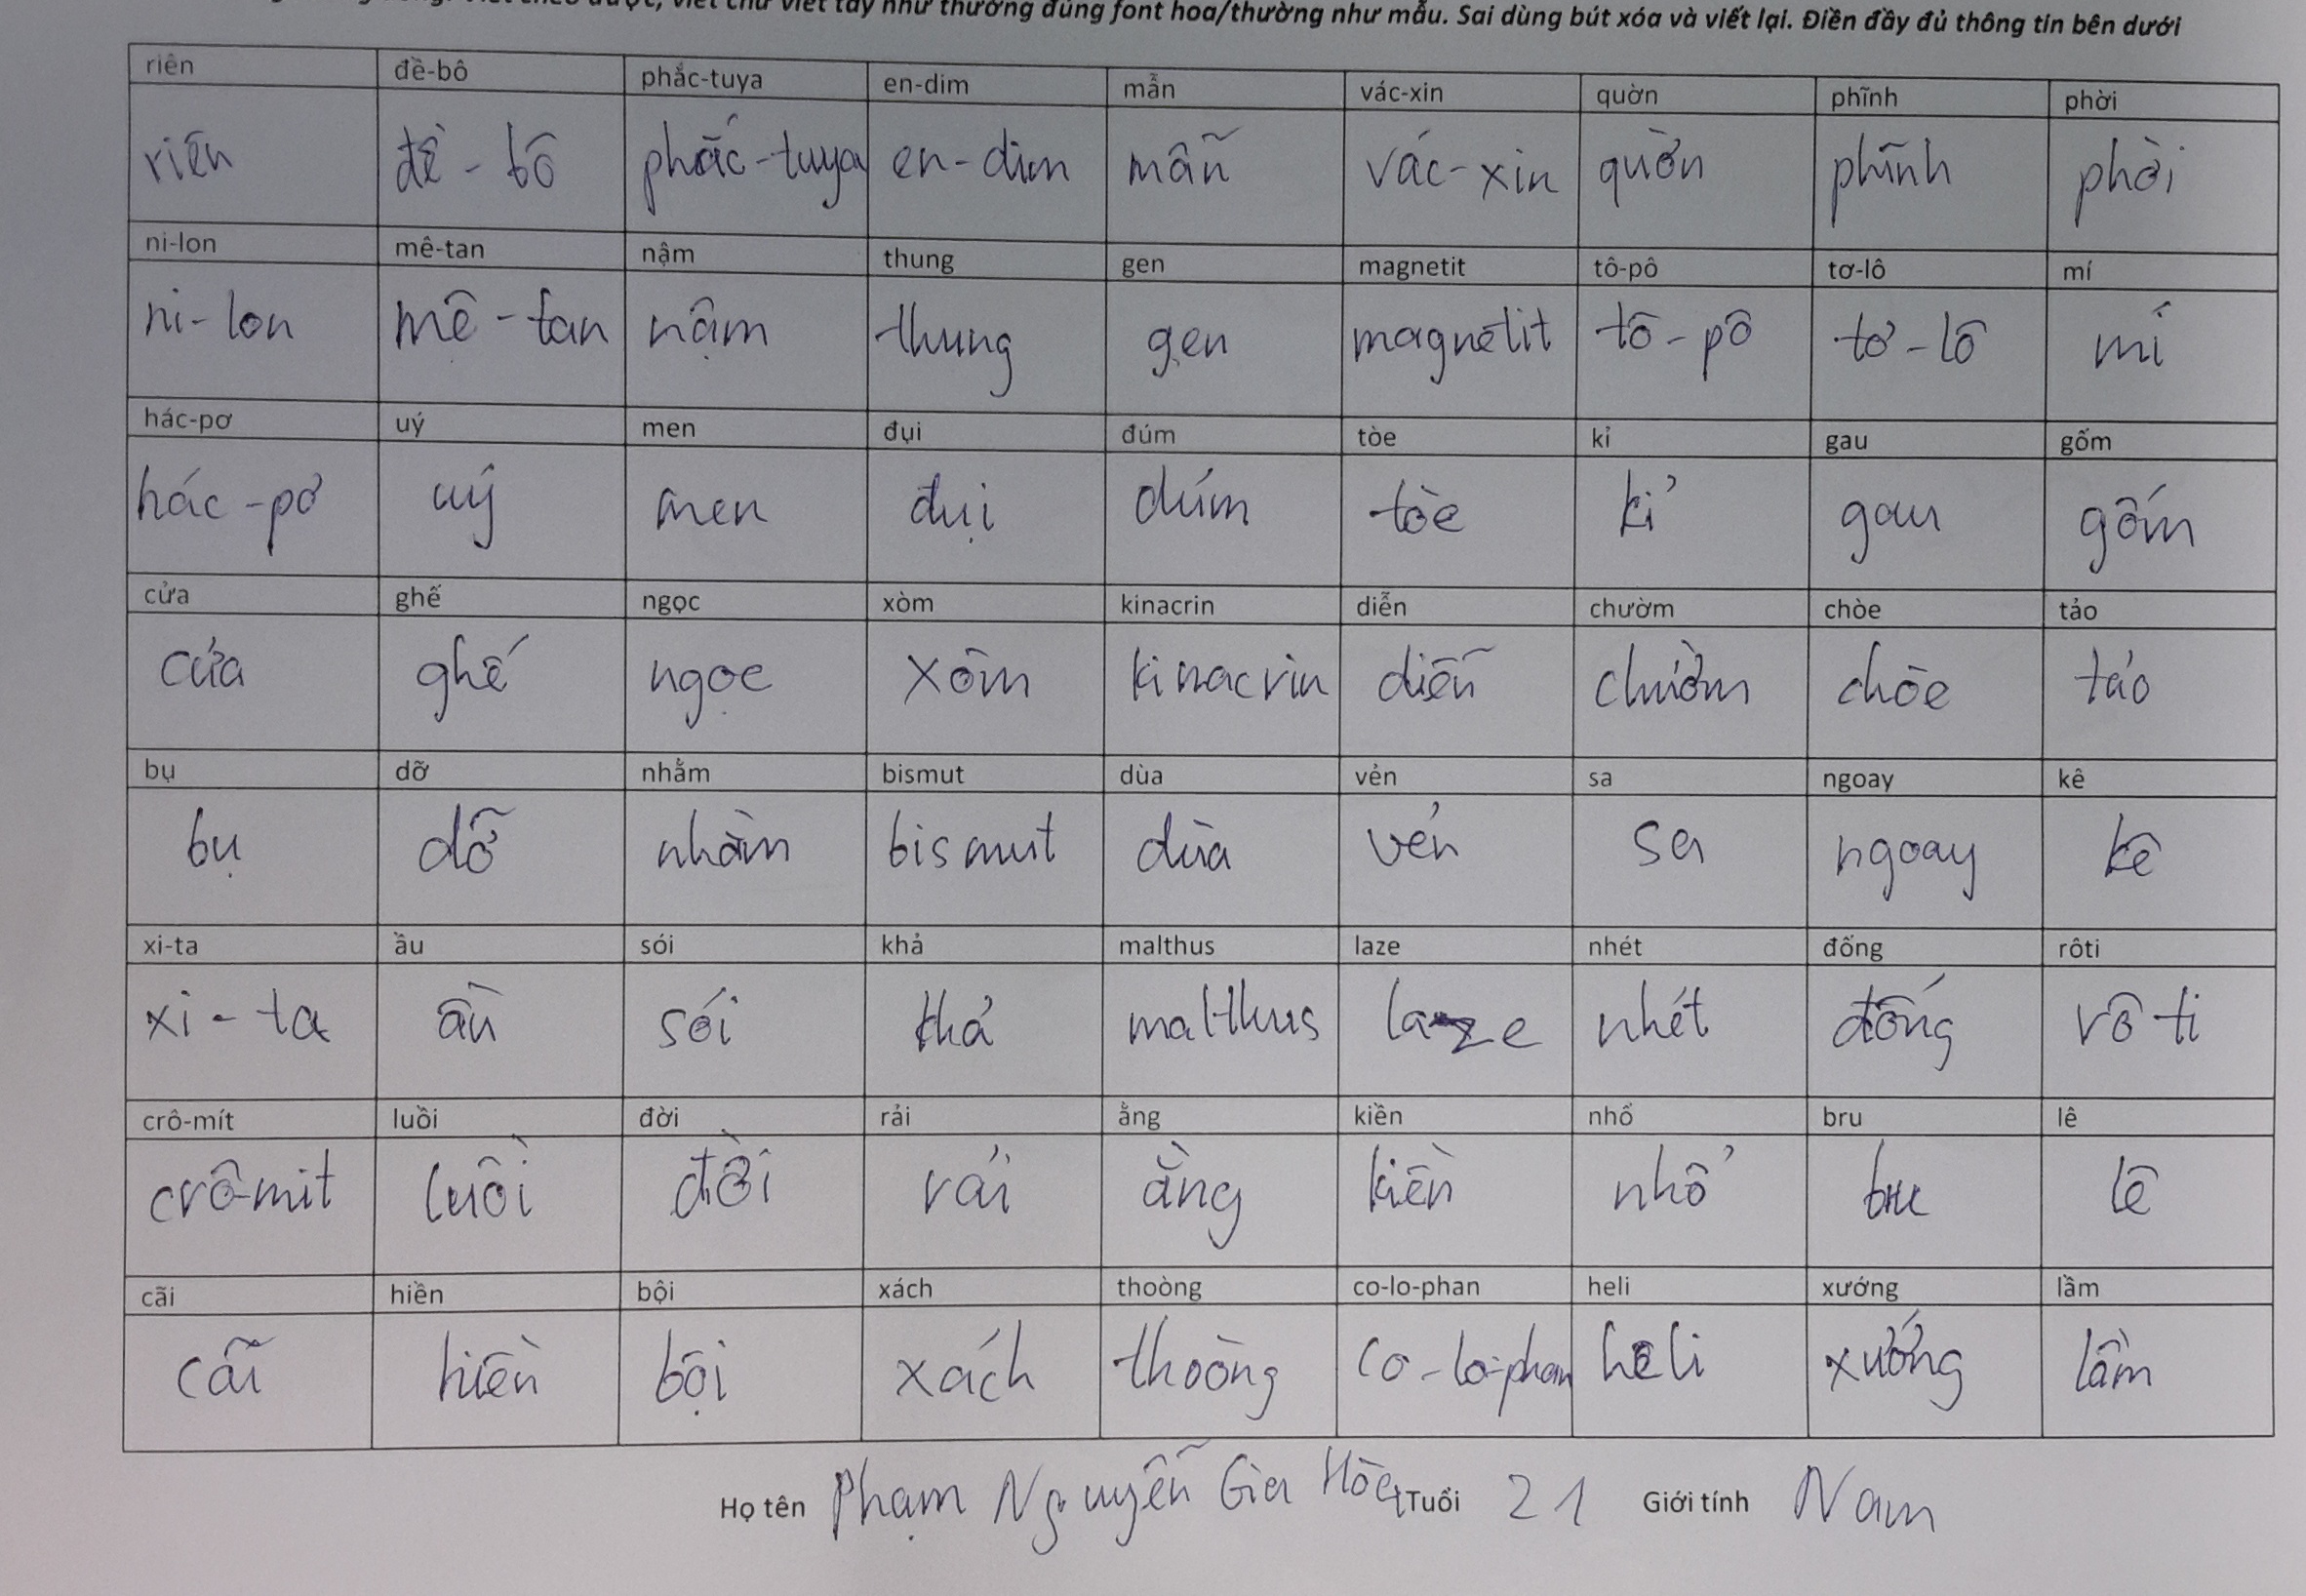 viết chữ viết tay như thường đúng font hoa/thường như mẫu. Sai dùng bút xóa và viết lại. Điền đầy đủ thông tin bên dưới
riên đề-bô phắc-tuya en-dim mẫn vác-xin quờn phĩnh phời
riên đề-bô phắc-tuya en-dim mẫn vác-xin quờn phĩnh phời
ni-lon mê-tan nậm thung gen magnetit tô-pô tơ-lô mí
ni-lon mê-tan nậm thung gen magnetit tô-pô tơ-lô mí
hác-pơ uý men đụi đúm tòe kỉ gau gốm
hác-pơ uý men đụi đúm tòe kỉ gau gốm
cửa ghế ngọc xòm kinacrin diễn chườm chòe tảo
cửa ghế ngọc xòm kinacrin diễn chườm chòe tảo
bụ dỡ nhằm bismut dùa vẻn sa ngoay kê
bụ dỡ nhằm bismut dùa vẻn sa ngoay kê
xi-ta ầu sói khả malthus laze nhét đống rôti
xi-ta ầu sói khả malthus laze nhét đống rôti
crô-mít luồi đời rải ằng kiền nhổ bru lê
crô-mit luồi đời rải ằng kiền nhổ bru lê
cãi hiền bội xách thoòng co-lo-phan heli xướng lầm
cãi hiền bội xách thoòng co-lo-phan heli xướng lầm
Họ tên Phạm Nguyễn Gia Hòa Tuổi 21 Giới tính Nam